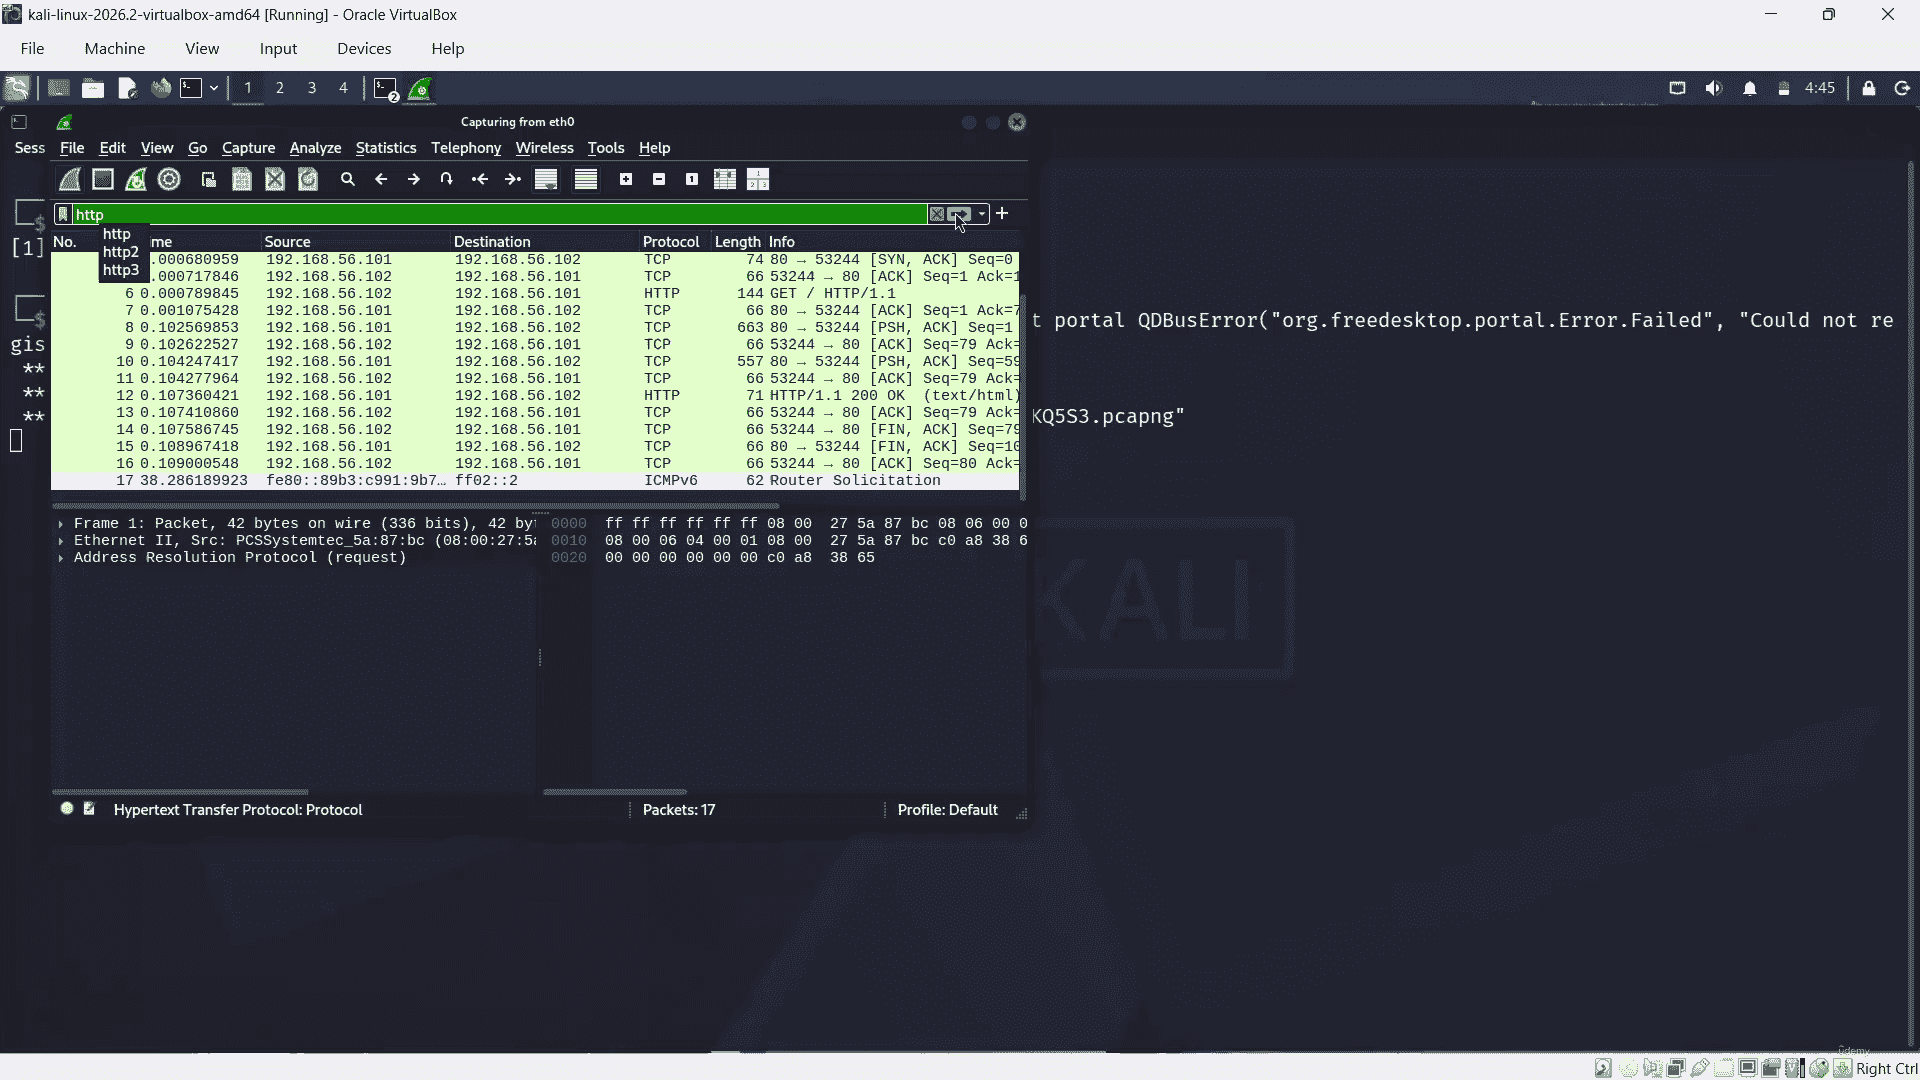 kali-linux-2026.2-virtualbox-amd64 [Running] - Oracle VirtualBox
File Machine View Input Devices Help
1 2 3 4 2 4:45
Capturing from eth0
Sess File Edit View Go Capture Analyze Statistics Telephony Wireless Tools Help
http
http
http2
http3
No. me Source Destination Protocol Length Info
.000680959 192.168.56.101 192.168.56.102 TCP 74 80 → 53244 [SYN, ACK] Seq=0
.000717846 192.168.56.102 192.168.56.101 TCP 66 53244 → 80 [ACK] Seq=1 Ack=1
6 0.000789845 192.168.56.102 192.168.56.101 HTTP 144 GET / HTTP/1.1
7 0.001075428 192.168.56.101 192.168.56.102 TCP 66 80 → 53244 [ACK] Seq=1 Ack=7
8 0.102569853 192.168.56.101 192.168.56.102 TCP 663 80 → 53244 [PSH, ACK] Seq=1
9 0.102622527 192.168.56.102 192.168.56.101 TCP 66 53244 → 80 [ACK] Seq=79 Ack=
10 0.104247417 192.168.56.101 192.168.56.102 TCP 557 80 → 53244 [PSH, ACK] Seq=59
11 0.104277964 192.168.56.102 192.168.56.101 TCP 66 53244 → 80 [ACK] Seq=79 Ack=
12 0.107360421 192.168.56.101 192.168.56.102 HTTP 71 HTTP/1.1 200 OK (text/html)
13 0.107410860 192.168.56.102 192.168.56.101 TCP 66 53244 → 80 [ACK] Seq=79 Ack=
14 0.107586745 192.168.56.102 192.168.56.101 TCP 66 53244 → 80 [FIN, ACK] Seq=79
15 0.108967418 192.168.56.101 192.168.56.102 TCP 66 80 → 53244 [FIN, ACK] Seq=10
16 0.109000548 192.168.56.102 192.168.56.101 TCP 66 53244 → 80 [ACK] Seq=80 Ack=
17 38.286189923 fe80::89b3:c991:9b7… ff02::2 ICMPv6 62 Router Solicitation
Frame 1: Packet, 42 bytes on wire (336 bits), 42 by
Ethernet II, Src: PCSSystemtec_5a:87:bc (08:00:27:5a
Address Resolution Protocol (request)
0000 ff ff ff ff ff ff 08 00 27 5a 87 bc 08 06 00 0
0010 08 00 06 04 00 01 08 00 27 5a 87 bc c0 a8 38 6
0020 00 00 00 00 00 00 c0 a8 38 65
Hypertext Transfer Protocol: Protocol Packets: 17 Profile: Default
$
[1]
$
gis
**
**
**
t portal QDBusError("org.freedesktop.portal.Error.Failed", "Could not re
KQ5S3.pcapng"
KALI
udemy
Right Ctrl